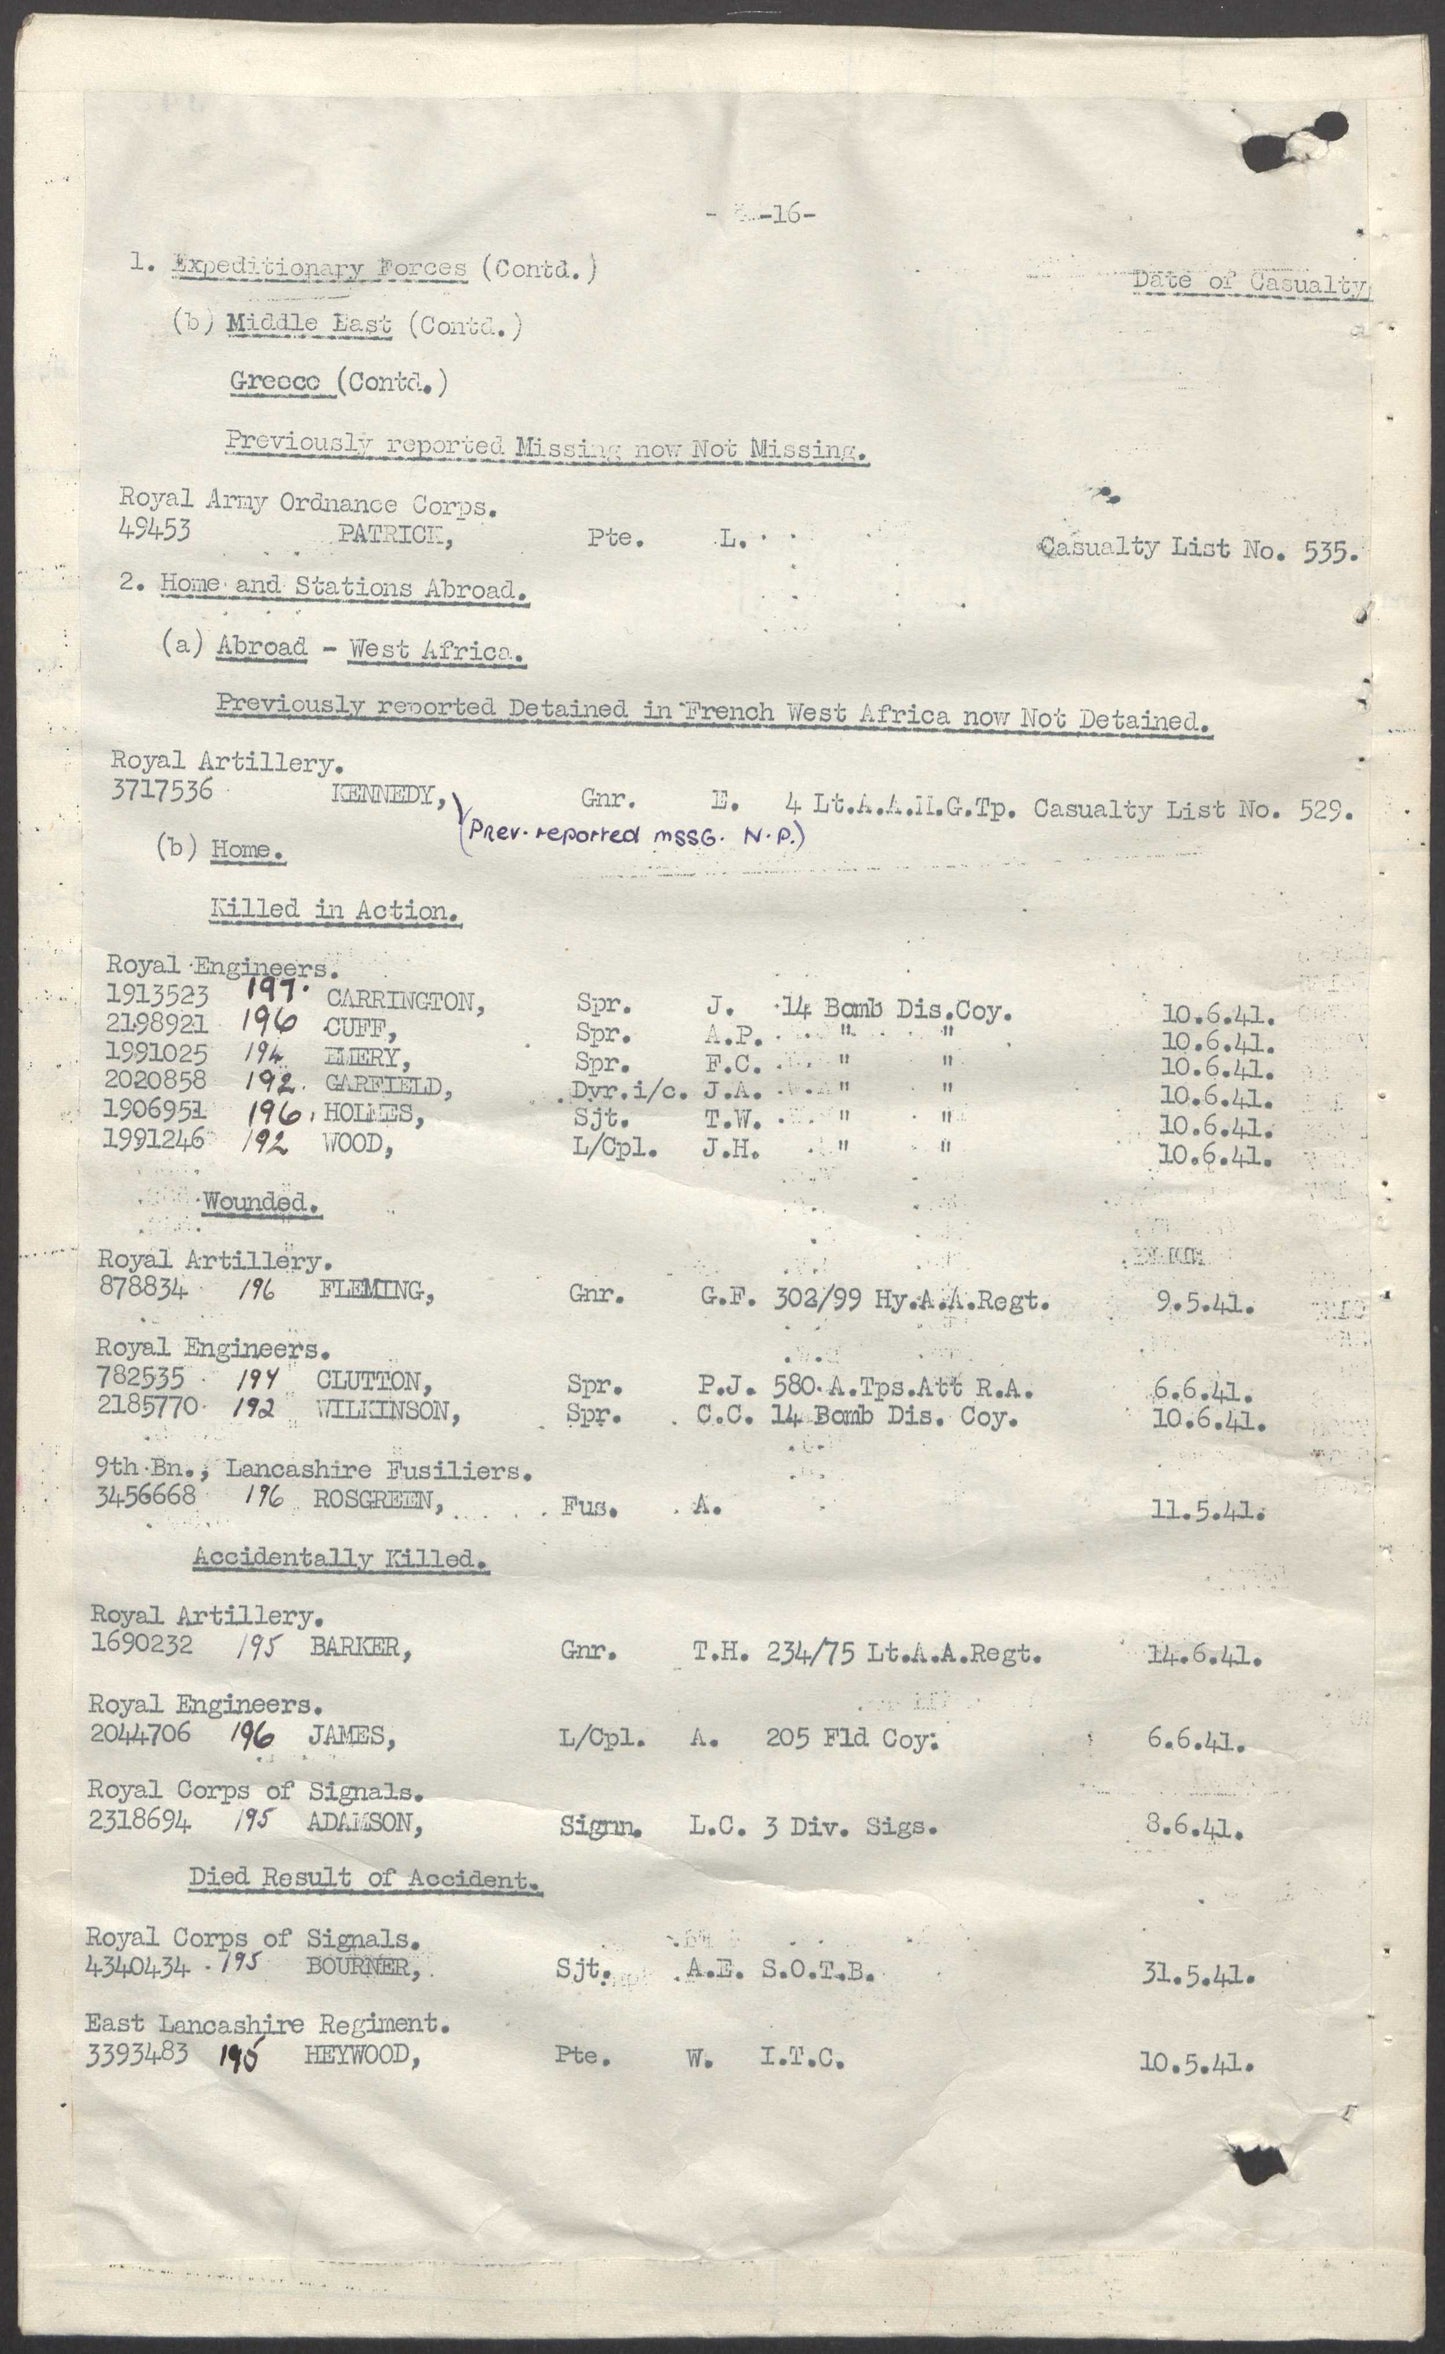 -16-
1. Expeditionary Forces (Contd.)
Date of Casualty
(b) Middle East (Contd.)
Greece (Contd.)
Previously reported Missing now Not Missing.
Royal Army Ordnance Corps.
49453 PATRICK, Pte. L. Casualty List No. 535.
2. Home and Stations Abroad.
(a) Abroad - West Africa.
Previously reported Detained in French West Africa now Not Detained.
Royal Artillery.
3717536 KENNEDY, Gnr. E. 4 Lt.A.A.M.G.Tp. Casualty List No. 529.
(Prev. reported mssg. N.P.)
(b) Home.
Killed in Action.
Royal Engineers.
1913523 197. CARRINGTON, Spr. J. 14 Bomb Dis.Coy. 10.6.41.
2198921 196 CUFF, Spr. A.P. " " 10.6.41.
1991025 194 EMERY, Spr. F.C. " " 10.6.41.
2020858 192. GARFIELD, Dvr.i/c. J.A. " " 10.6.41.
1906951 196. HOLMES, Sjt. T.W. " " 10.6.41.
1991246 192 WOOD, L/Cpl. J.H. " " 10.6.41.
Wounded.
Royal Artillery.
878834 196 FLEMING, Gnr. G.F. 302/99 Hy.A.A.Regt. 9.5.41.
Royal Engineers.
782535 194 CLUTTON, Spr. P.J. 580.A.Tps.Att R.A. 6.6.41.
2185770 192 WILKINSON, Spr. C.C. 14 Bomb Dis. Coy. 10.6.41.
9th Bn., Lancashire Fusiliers.
3456668 196 ROSGREEN, Fus. A. 11.5.41.
Accidentally Killed.
Royal Artillery.
1690232 195 BARKER, Gnr. T.H. 234/75 Lt.A.A.Regt. 14.6.41.
Royal Engineers.
2044706 196 JAMES, L/Cpl. A. 205 Fld Coy. 6.6.41.
Royal Corps of Signals.
2318694 195 ADAMSON, Signn. L.C. 3 Div. Sigs. 8.6.41.
Died Result of Accident.
Royal Corps of Signals.
4340434 195 BOURNER, Sjt. A.E. S.O.T.B. 31.5.41.
East Lancashire Regiment.
3393483 195 HEYWOOD, Pte. W. I.T.C. 10.5.41.